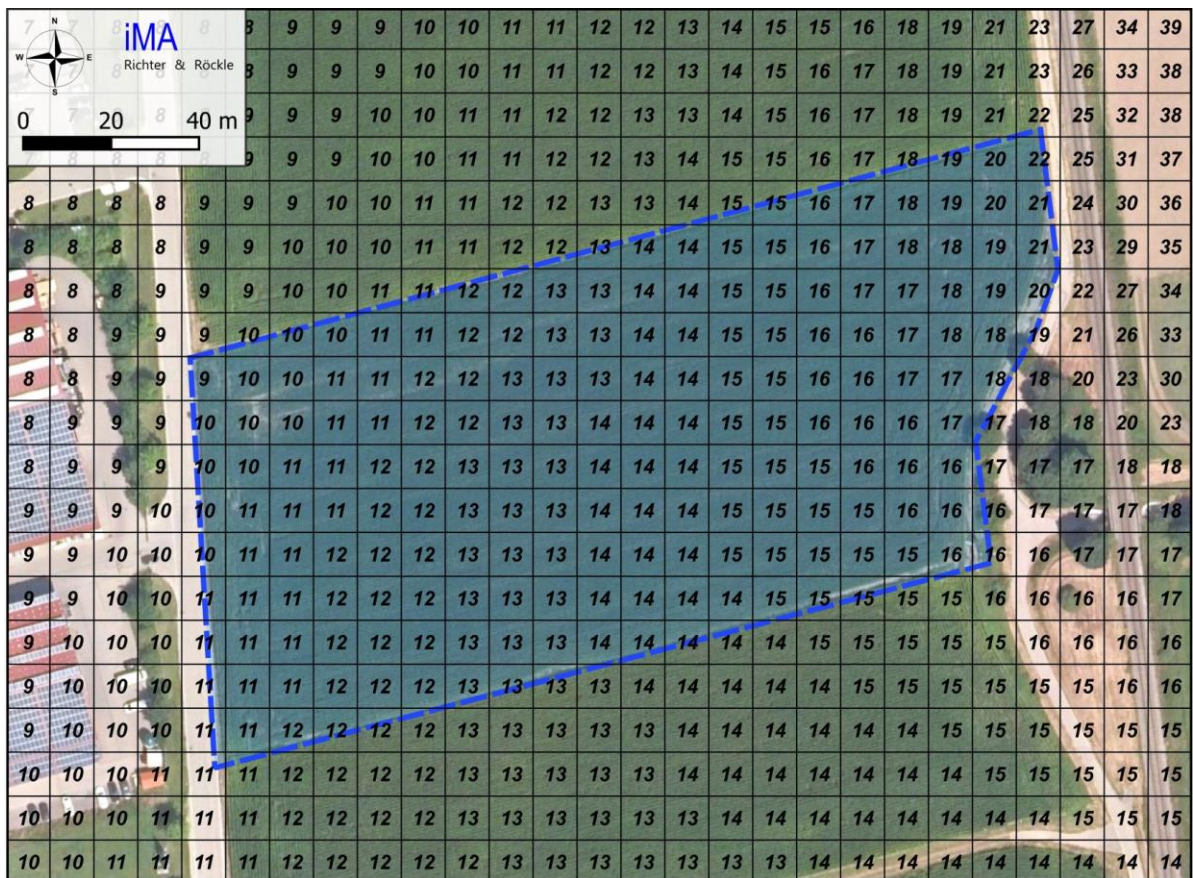 N
W E
S
iMA
Richter & Röckle
0 20 40 m
9 9 9 10 10 11 11 12 12 13 14 15 15 16 18 19 21 23 27 34 39
9 9 9 10 10 11 11 12 12 13 14 15 16 17 18 19 21 23 26 33 38
9 9 9 10 10 11 11 12 13 13 14 15 16 17 18 19 21 22 25 32 38
9 9 9 10 10 11 11 12 12 13 14 15 15 16 17 18 19 20 22 25 31 37
8 8 8 8 9 9 9 10 10 11 11 12 12 13 13 14 15 15 16 17 18 19 20 21 24 30 36
8 8 8 8 9 9 10 10 10 11 11 12 12 13 14 14 15 15 16 17 18 18 19 21 23 29 35
8 8 8 9 9 9 10 10 11 11 12 12 13 13 14 14 15 15 16 17 17 18 19 20 22 27 34
8 8 9 9 9 10 10 10 11 11 12 12 13 13 14 14 15 15 16 16 17 18 18 19 21 26 33
8 8 9 9 9 10 10 11 11 12 12 13 13 13 14 14 15 15 16 16 17 17 18 18 20 23 30
8 9 9 9 10 10 10 11 11 12 12 13 13 13 14 14 15 15 16 16 16 17 17 18 18 20 23
8 9 9 9 10 10 11 11 12 12 13 13 13 14 14 14 15 15 15 16 16 16 17 17 17 18 18
9 9 9 10 10 11 11 11 12 12 13 13 13 14 14 14 15 15 15 15 16 16 16 17 17 17 18
9 9 10 10 10 11 11 12 12 12 13 13 13 14 14 14 15 15 15 15 15 16 16 16 17 17 17
9 9 10 10 11 11 11 12 12 12 13 13 13 14 14 14 14 15 15 15 15 15 16 16 16 16 17
9 10 10 10 11 11 11 12 12 12 13 13 13 14 14 14 14 14 15 15 15 15 15 16 16 16 16
9 10 10 10 11 11 11 12 12 12 13 13 13 13 14 14 14 14 14 15 15 15 15 15 15 16 16
9 10 10 10 11 11 12 12 12 13 13 13 13 13 14 14 14 14 14 14 14 15 15 15 15 15 15
10 10 10 11 11 11 12 12 12 12 13 13 13 13 13 14 14 14 14 14 14 14 15 15 15 15 15
10 10 10 11 11 11 12 12 12 12 13 13 13 13 13 13 14 14 14 14 14 14 14 14 15 15 15
10 10 11 11 11 11 12 12 12 12 12 13 13 13 13 13 13 13 14 14 14 14 14 14 14 14 14